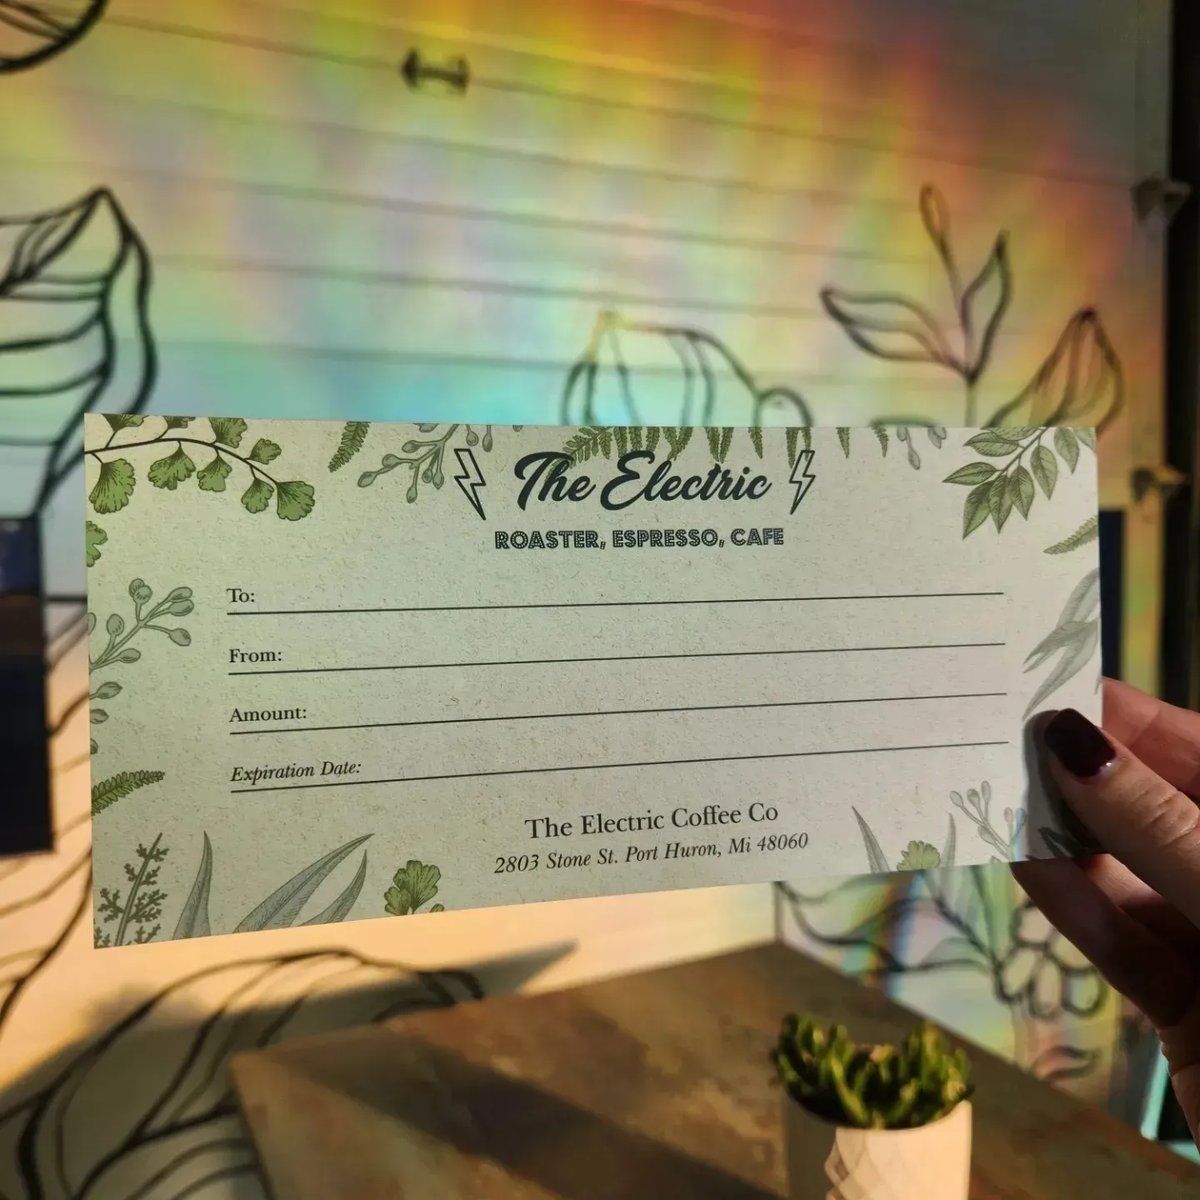 The Electric
ROASTER, ESPRESSO, CAFE
To:
From:
Amount:
Expiration Date:
The Electric Coffee Co
2803 Stone St. Port Huron, Mi 48060